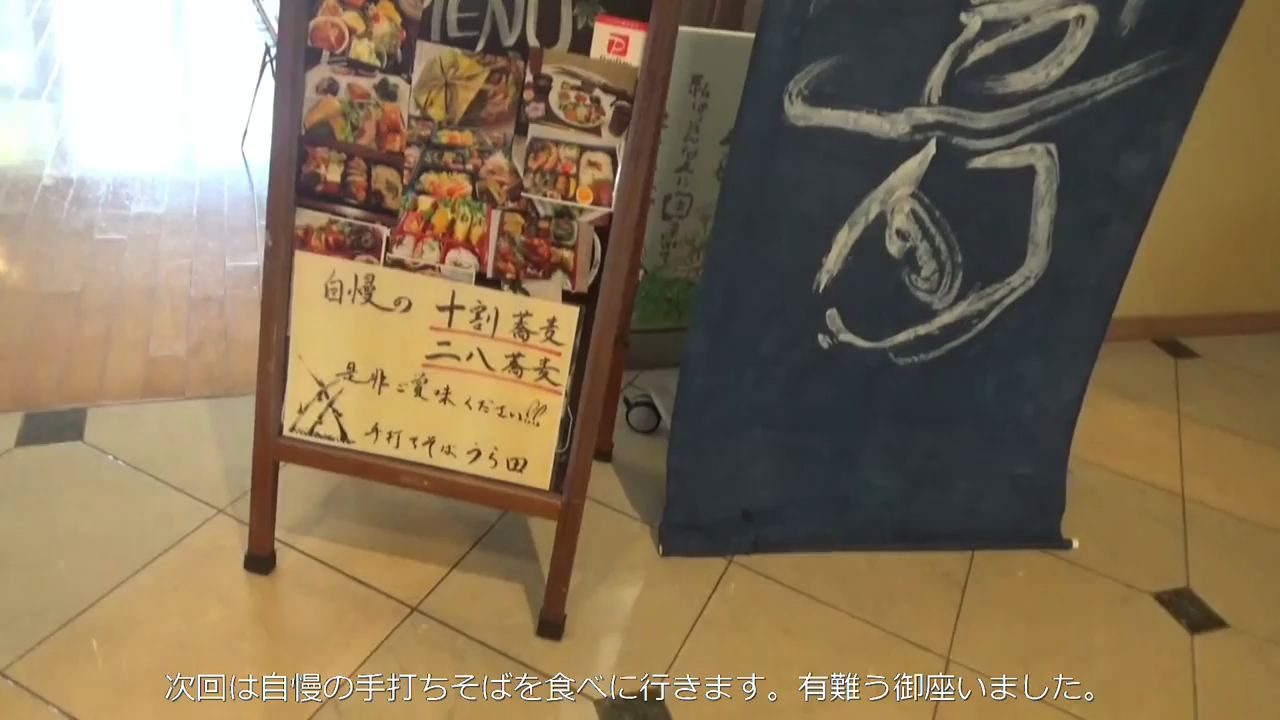 MENU
自慢の 十割蕎麦
二八蕎麦
是非ご賞味ください!!
手打ちそば うら田
次回は自慢の手打ちそばを食べに行きます。有難う御座いました。